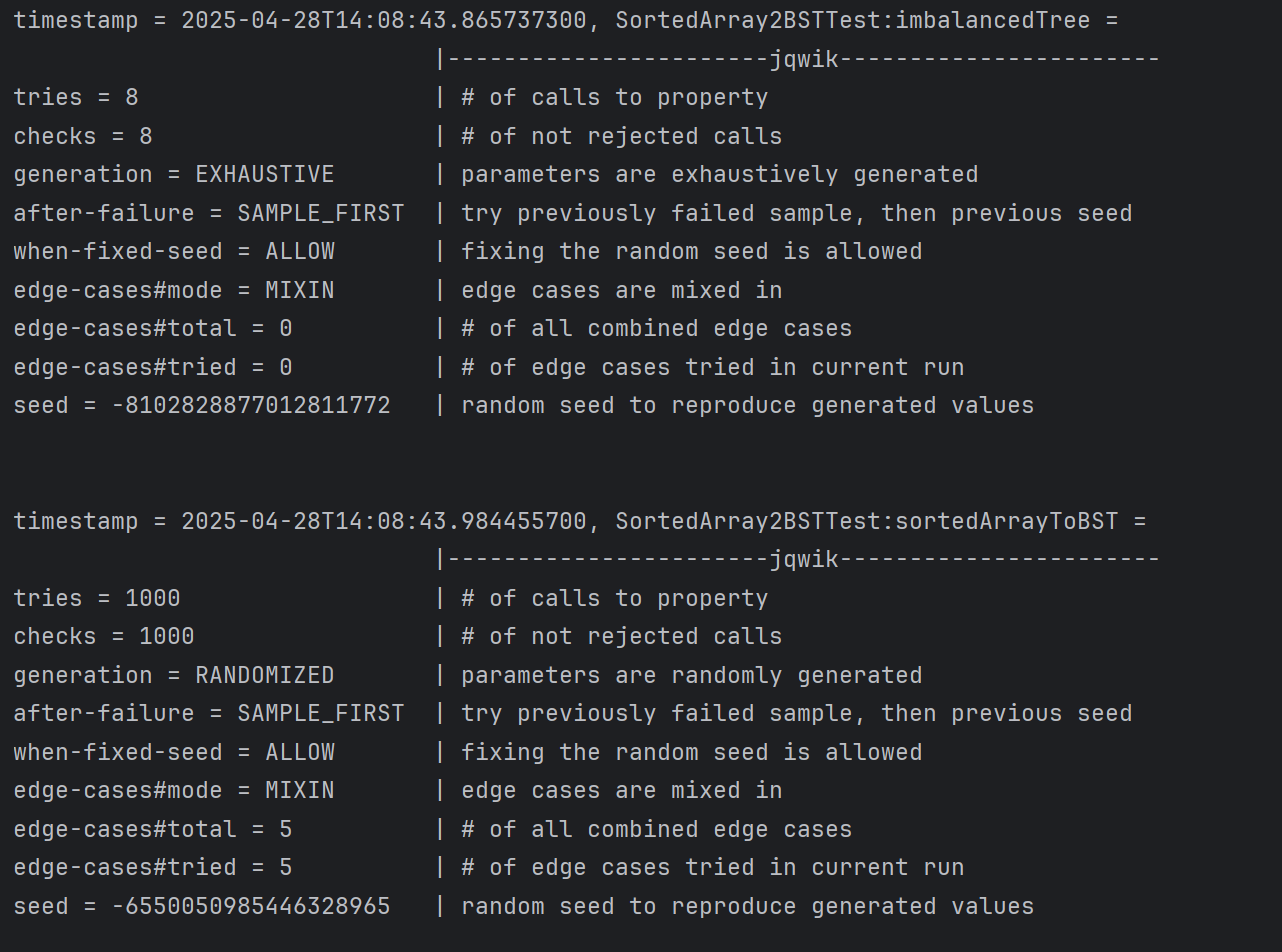 timestamp = 2025-04-28T14:08:43.865737300, SortedArray2BSTTest:imbalancedTree =
                              |-----------------------jqwik-----------------------
tries = 8                     | # of calls to property
checks = 8                    | # of not rejected calls
generation = EXHAUSTIVE       | parameters are exhaustively generated
after-failure = SAMPLE_FIRST  | try previously failed sample, then previous seed
when-fixed-seed = ALLOW       | fixing the random seed is allowed
edge-cases#mode = MIXIN       | edge cases are mixed in
edge-cases#total = 0          | # of all combined edge cases
edge-cases#tried = 0          | # of edge cases tried in current run
seed = -8102828877012811772   | random seed to reproduce generated values
timestamp = 2025-04-28T14:08:43.984455700, SortedArray2BSTTest:sortedArrayToBST =
                              |-----------------------jqwik-----------------------
tries = 1000                  | # of calls to property
checks = 1000                 | # of not rejected calls
generation = RANDOMIZED       | parameters are randomly generated
after-failure = SAMPLE_FIRST  | try previously failed sample, then previous seed
when-fixed-seed = ALLOW       | fixing the random seed is allowed
edge-cases#mode = MIXIN       | edge cases are mixed in
edge-cases#total = 5          | # of all combined edge cases
edge-cases#tried = 5          | # of edge cases tried in current run
seed = -6550050985446328965   | random seed to reproduce generated values